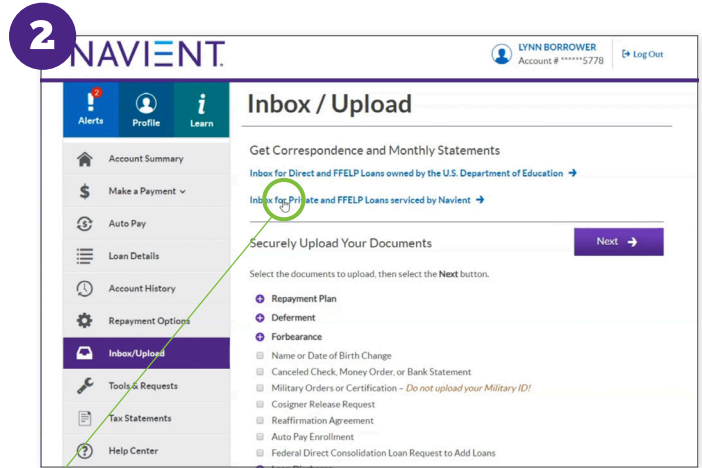 2
NAVIENT.
LYNN BORROWER
Account # ******5778
Log Out
2
Alerts
Profile
Learn
Account Summary
Make a Payment
Auto Pay
Loan Details
Account History
Repayment Options
Inbox/Upload
Tools & Requests
Tax Statements
Help Center
Inbox / Upload
Get Correspondence and Monthly Statements
Inbox for Direct and FFELP Loans owned by the U.S. Department of Education →
Inbox for Private and FFELP Loans serviced by Navient →
Securely Upload Your Documents
Next →
Select the documents to upload, then select the Next button.
Repayment Plan
Deferment
Forbearance
Name or Date of Birth Change
Canceled Check, Money Order, or Bank Statement
Military Orders or Certification – Do not upload your Military ID!
Cosigner Release Request
Reaffirmation Agreement
Auto Pay Enrollment
Federal Direct Consolidation Loan Request to Add Loans